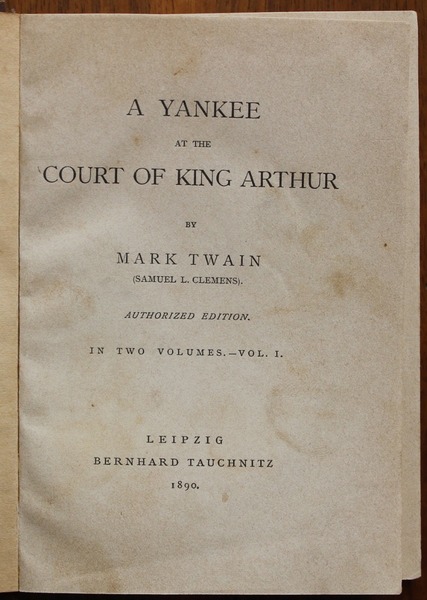 A YANKEE
AT THE
COURT OF KING ARTHUR
BY
MARK TWAIN
(SAMUEL L. CLEMENS).
AUTHORIZED EDITION.
IN TWO VOLUMES.—VOL. I.
LEIPZIG
BERNHARD TAUCHNITZ
1890.